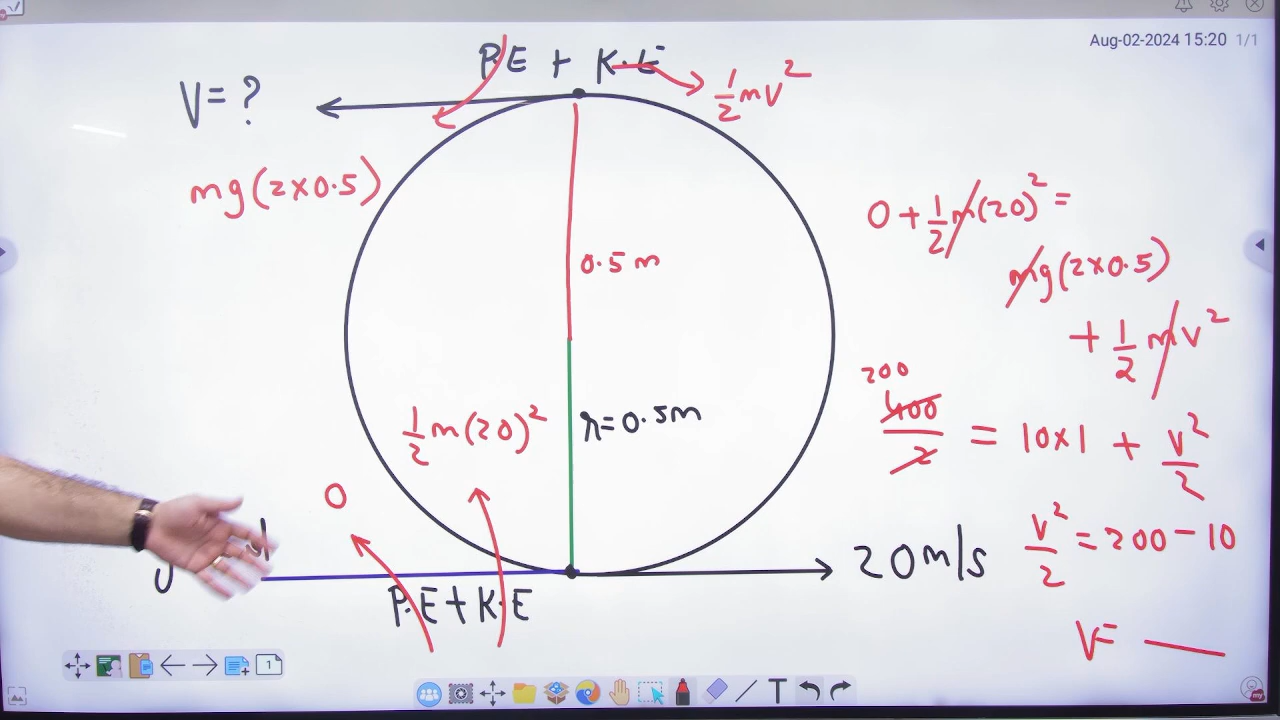 Aug-02-2024 15:20 1/1
P.E + K.E
1/2 mv²
V = ?
mg(2×0.5)
0.5 m
0 + 1/2 m(20)² =
mg(2×0.5)
+ 1/2 mv²
200
400/2 = 10×1 + v²/2
1/2 m(20)²
r = 0.5m
0
v²/2 = 200 - 10
20 m/s
P.E + K.E
V =
1
T
my